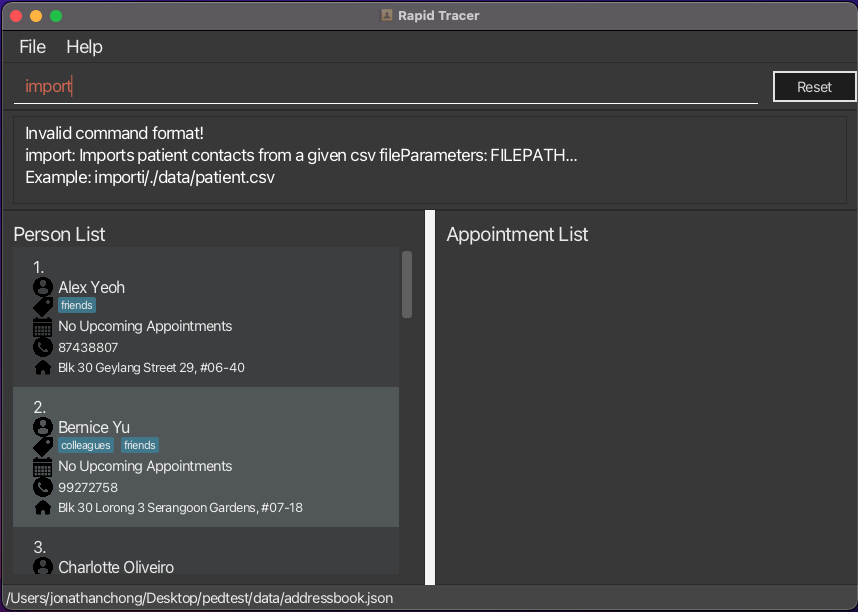 Rapid Tracer
File Help
import
Reset
Invalid command format!
import: Imports patient contacts from a given csv fileParameters: FILEPATH...
Example: importi/./data/patient.csv
Person List
1.
Alex Yeoh
friends
No Upcoming Appointments
87438807
Blk 30 Geylang Street 29, #06-40
2.
Bernice Yu
colleagues friends
No Upcoming Appointments
99272758
Blk 30 Lorong 3 Serangoon Gardens, #07-18
3.
Charlotte Oliveiro
Appointment List
/Users/jonathanchong/Desktop/pedtest/data/addressbook.json